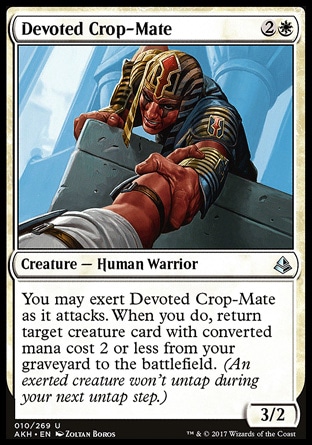 Devoted Crop-Mate 2
Creature — Human Warrior
You may exert Devoted Crop-Mate
as it attacks. When you do, return
target creature card with converted
mana cost 2 or less from your
graveyard to the battlefield. (An
exerted creature won't untap during
your next untap step.)
3/2
010/269 U
AKH • EN Zoltan Boros
™ & © 2017 Wizards of the Coast